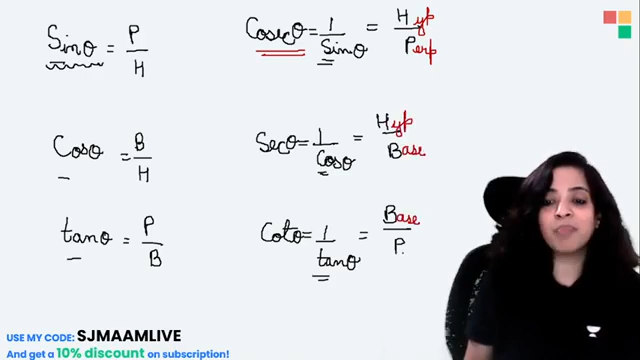 Sinθ = P/H
Cosecθ = 1/Sinθ = Hyp/Perp
Cosθ = B/H
Secθ = 1/Cosθ = Hyp/Base
tanθ = P/B
Cotθ = 1/tanθ = Base/P
USE MY CODE: SJMAAMLIVE
And get a 10% discount on subscription!